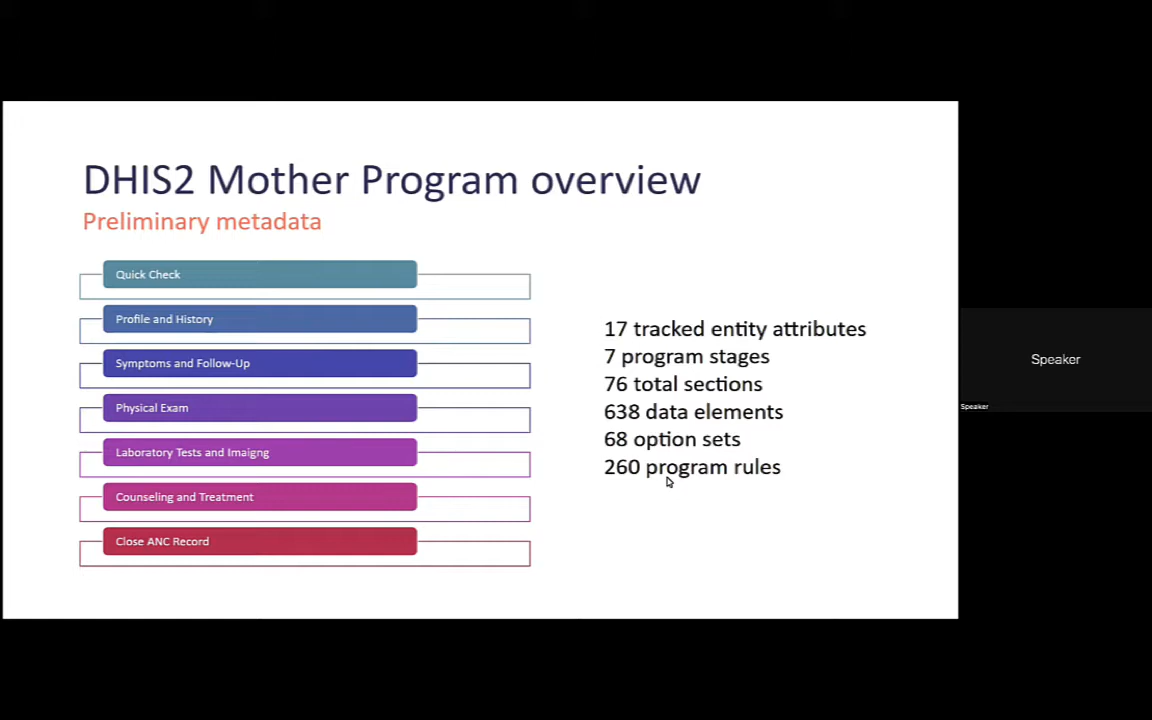 DHIS2 Mother Program overview
Preliminary metadata
Quick Check
Profile and History
Symptoms and Follow-Up
Physical Exam
Laboratory Tests and Imaigng
Counseling and Treatment
Close ANC Record
17 tracked entity attributes
7 program stages
76 total sections
638 data elements
68 option sets
260 program rules
Speaker
Speaker